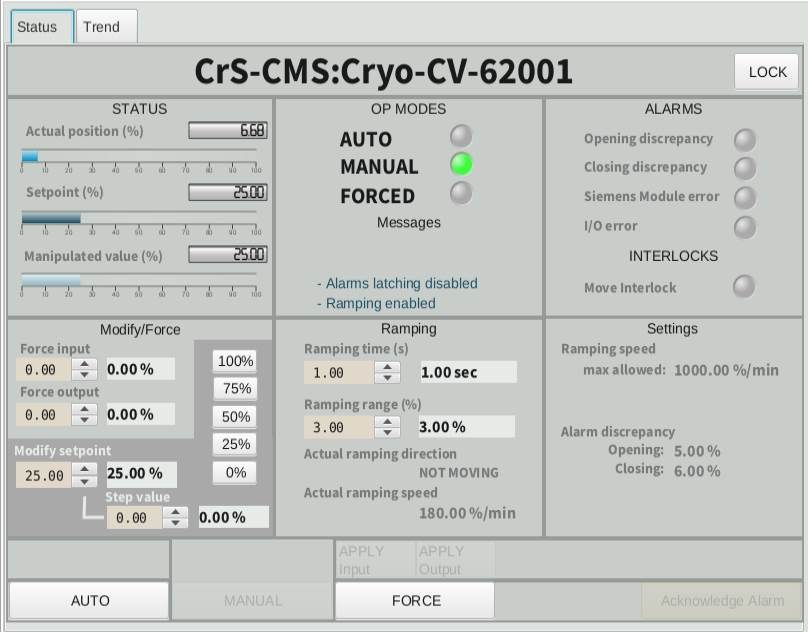 Status Trend
CrS-CMS:Cryo-CV-62001
LOCK
STATUS
Actual position (%) 6.68
0 10 20 30 40 50 60 70 80 90 100
Setpoint (%) 25.00
0 10 20 30 40 50 60 70 80 90 100
Manipulated value (%) 25.00
0 10 20 30 40 50 60 70 80 90 100
OP MODES
AUTO
MANUAL
FORCED
Messages
- Alarms latching disabled
- Ramping enabled
ALARMS
Opening discrepancy
Closing discrepancy
Siemens Module error
I/O error
INTERLOCKS
Move Interlock
Modify/Force
Force input
0.00 0.00 %
Force output
0.00 0.00 %
Modify setpoint
25.00 25.00 %
Step value
0.00 0.00 %
100%
75%
50%
25%
0%
Ramping
Ramping time (s)
1.00 1.00 sec
Ramping range (%)
3.00 3.00 %
Actual ramping direction
NOT MOVING
Actual ramping speed
180.00 %/min
Settings
Ramping speed
max allowed: 1000.00 %/min
Alarm discrepancy
Opening: 5.00 %
Closing: 6.00 %
APPLY APPLY
Input Output
AUTO MANUAL FORCE Acknowledge Alarm